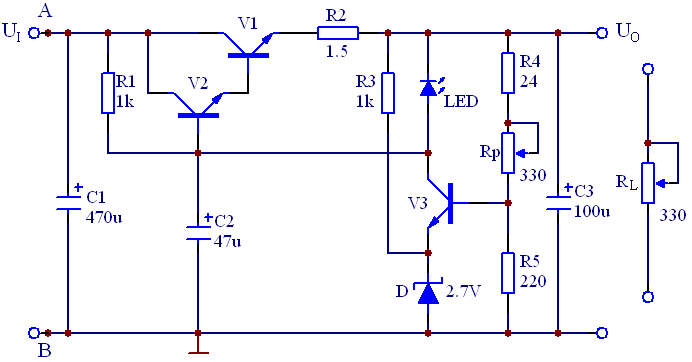 A
V1
R2
U_I
U_O
1.5
R1
1k
V2
R3
1k
LED
R4
24
Rp
330
R_L
330
C1
470u
C2
47u
V3
C3
100u
D
2.7V
R5
220
B